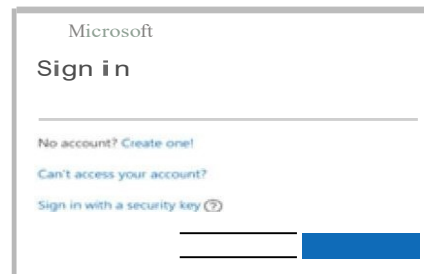 Microsoft
Sign in
No account? Create one!
Can't access your account?
Sign in with a security key